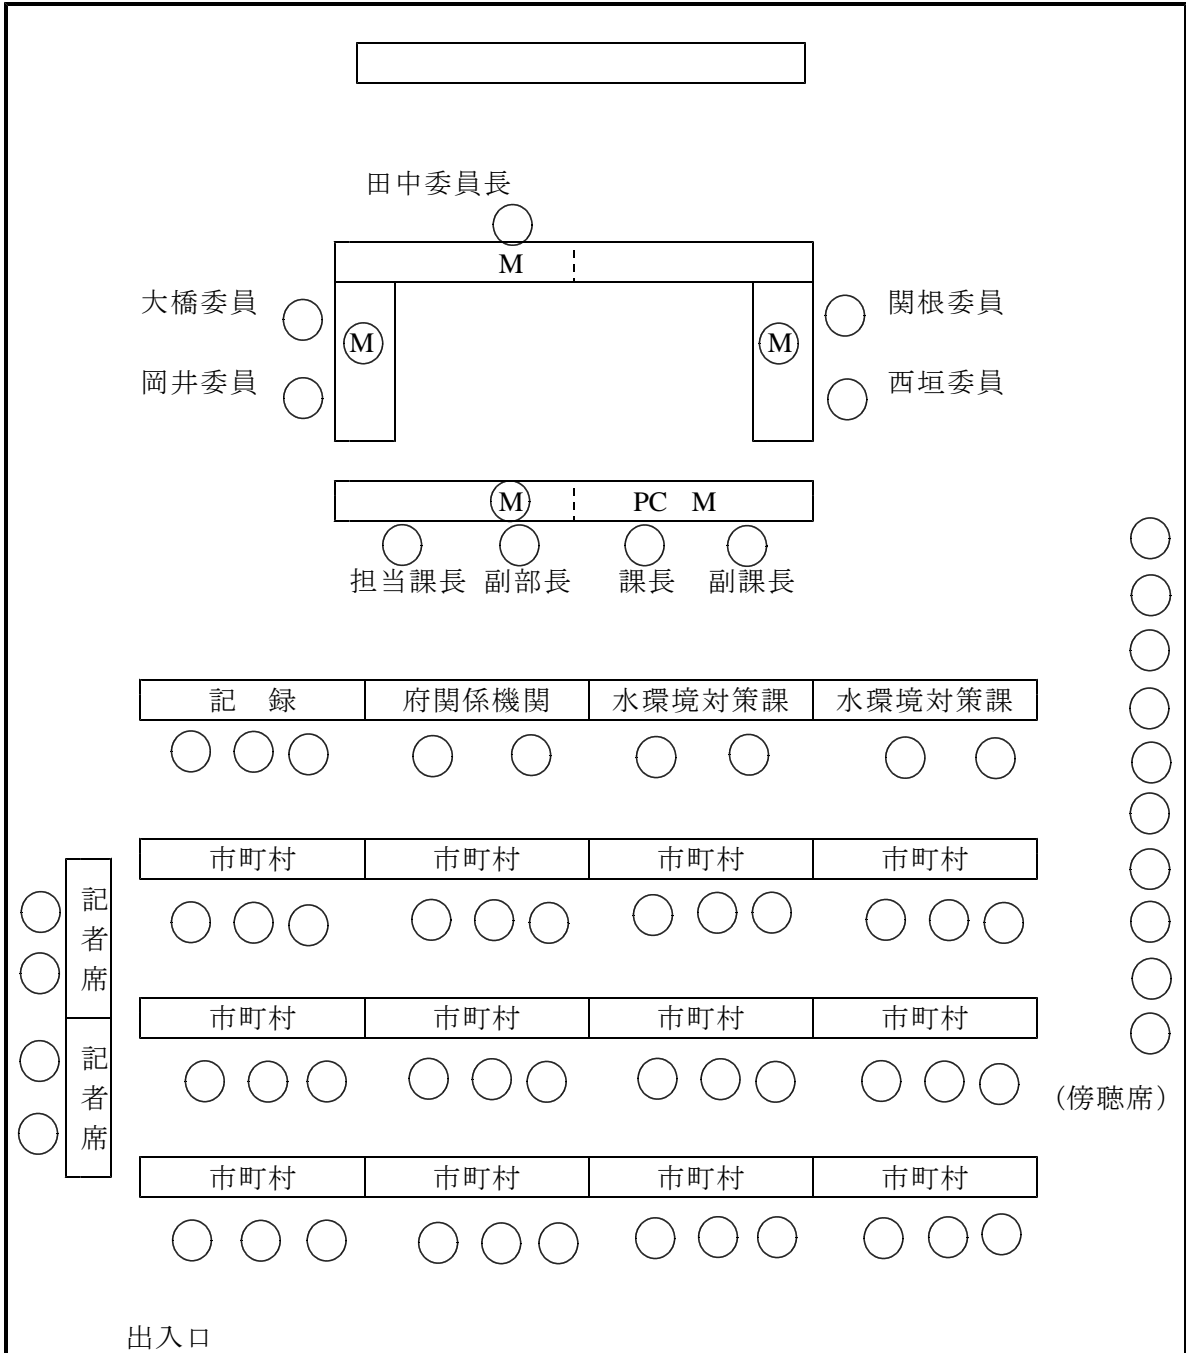 田中委員長
M
大橋委員 関根委員
M M
岡井委員 西垣委員
M PC M
担当課長 副部長 課長 副課長
記 録 府関係機関 水環境対策課 水環境対策課
市町村 市町村 市町村 市町村
記者席
市町村 市町村 市町村 市町村
記者席
(傍聴席)
市町村 市町村 市町村 市町村
出入口